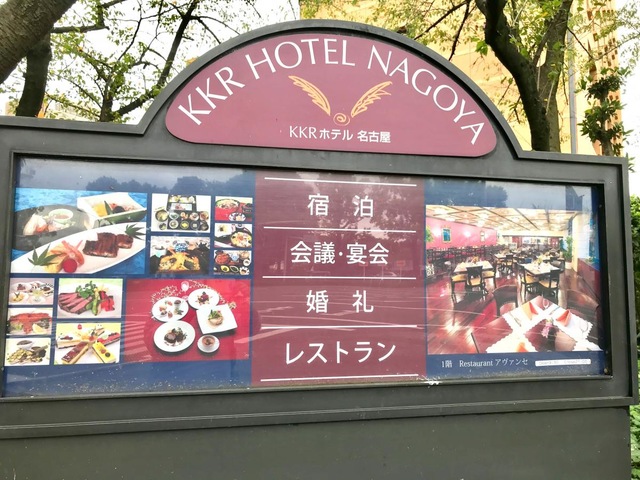 KKR HOTEL NAGOYA
KKRホテル 名古屋
宿 泊
会議・宴会
婚 礼
レストラン
1階 Restaurant アヴァンセ